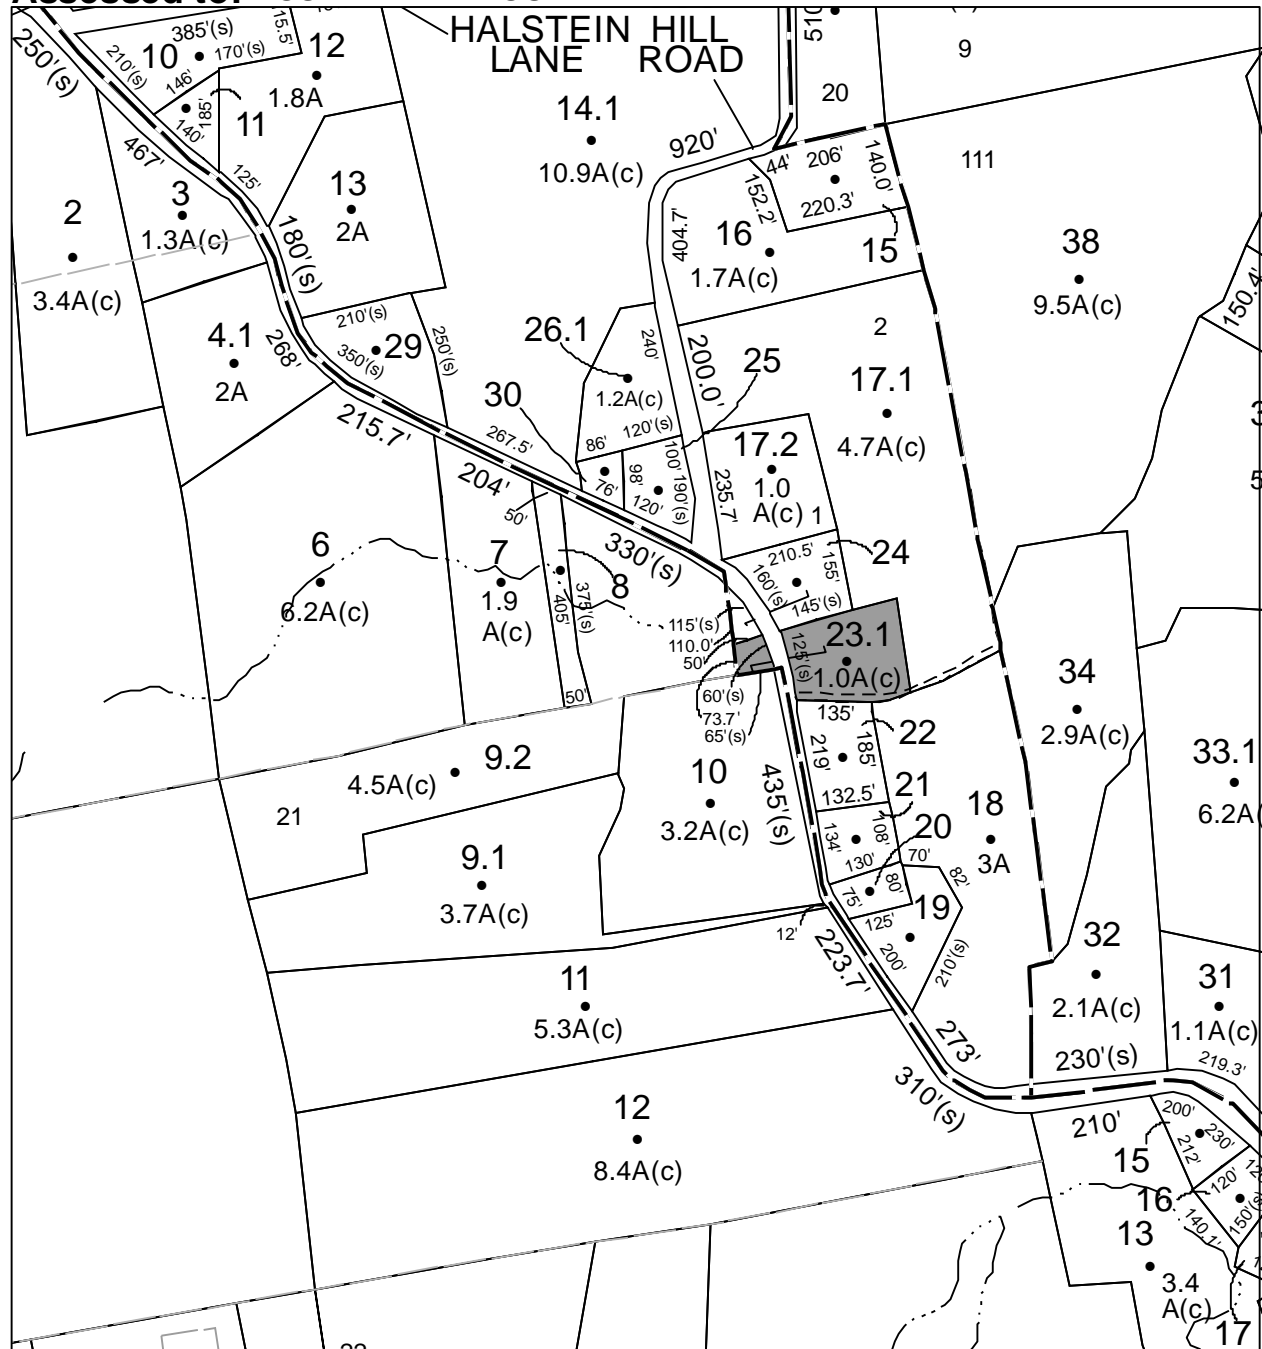 Assessed to:
HALSTEIN HILL
LANE ROAD
250'(s)
385'(s)
210'(s)
10
170'(s)
146'
185'
140'
11
12
1.8A
14.1
10.9A(c)
920'
510
20
9
111
467'
125'
2
3.4A(c)
3
1.3A(c)
180'(s)
13
2A
404.7'
152.2'
44'
206'
140.0'
220.3'
15
16
1.7A(c)
38
9.5A(c)
150.4'
4.1
2A
268'
210'(s)
350'(s)
29
250'(s)
26.1
240'
1.2A(c)
200.0'
25
2
17.1
4.7A(c)
30
215.7'
267.5'
86'
120'(s)
100'
98'
76'
120'
190'(s)
17.2
1.0
A(c)
1
235.7'
204'
50'
330'(s)
6
6.2A(c)
7
1.9
A(c)
405'
375'(s)
8
50'
210.5'
155'
160'(s)
145'(s)
24
115'(s)
110.0'
50'
60'(s)
73.7'
65'(s)
125'(s)
23.1
1.0A(c)
135'
219'
185'
22
132.5'
34
2.9A(c)
33.1
6.2A(
9.2
4.5A(c)
21
10
3.2A(c)
435'(s)
134'
108'
21
130'
20
70'
82'
75'
80'
125'
19
200'
210'(s)
18
3A
9.1
3.7A(c)
12'
223.7'
11
5.3A(c)
32
2.1A(c)
31
1.1A(c)
273'
310'(s)
230'(s)
219.3'
210'
12
8.4A(c)
200'
230'
212'
15
16
120'
150'(s)
140.1'
13
3.4
A(c)
17